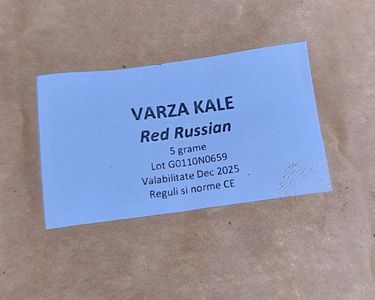 VARZA KALE
Red Russian
5 grame
Lot G0110N0659
Valabilitate Dec 2025
Reguli si norme CE